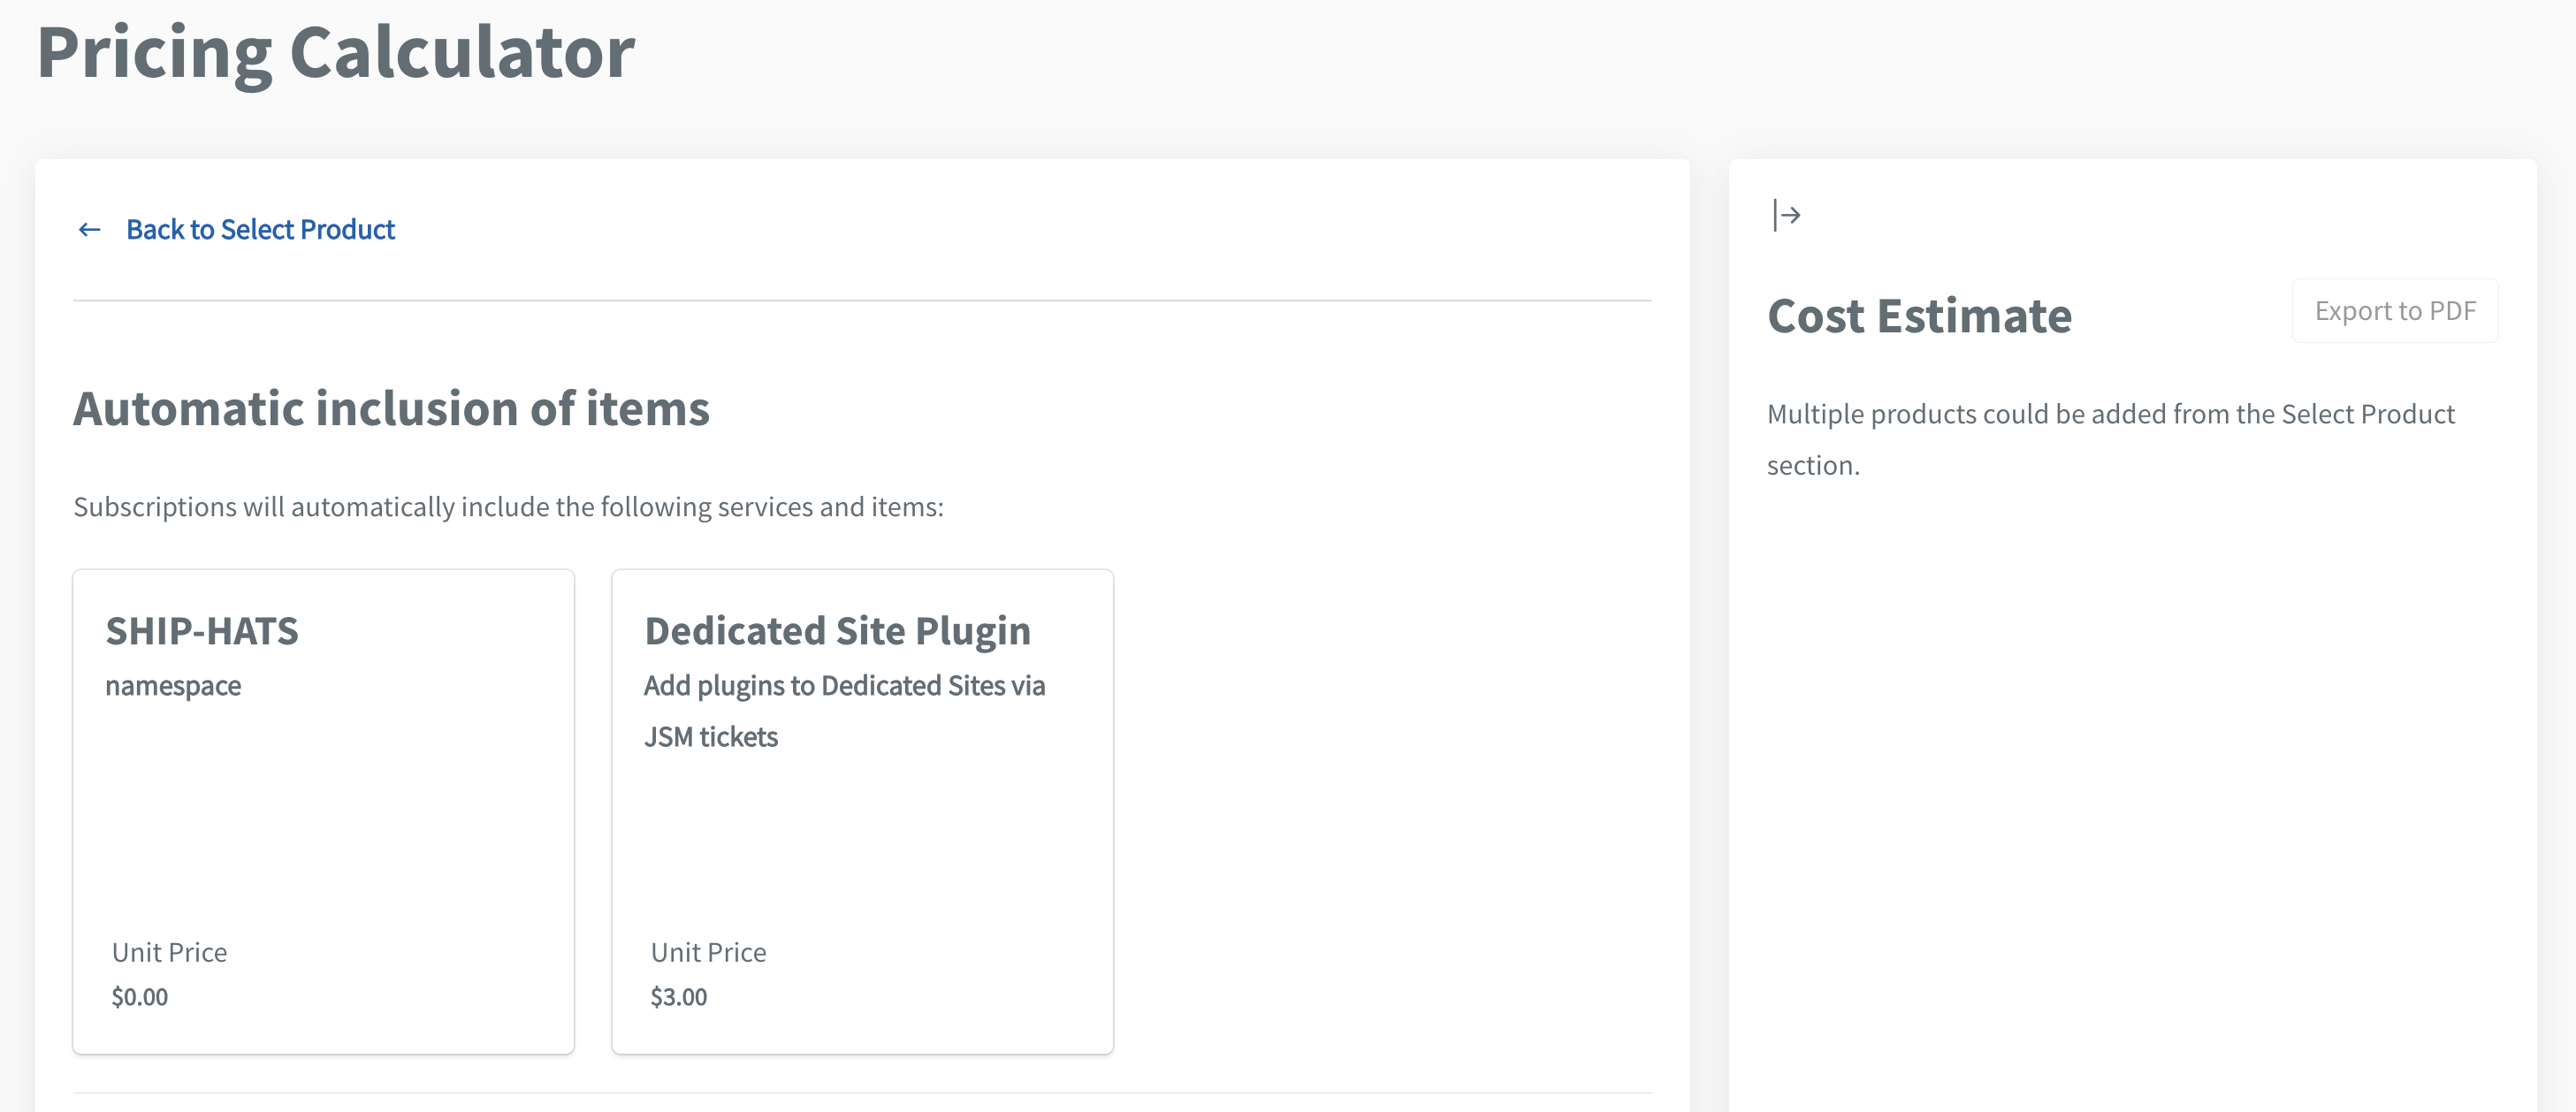 Pricing Calculator
Back to Select Product
Automatic inclusion of items
Subscriptions will automatically include the following services and items:
SHIP-HATS
namespace
Unit Price
$0.00
Dedicated Site Plugin
Add plugins to Dedicated Sites via
JSM tickets
Unit Price
$3.00
Cost Estimate
Export to PDF
Multiple products could be added from the Select Product
section.